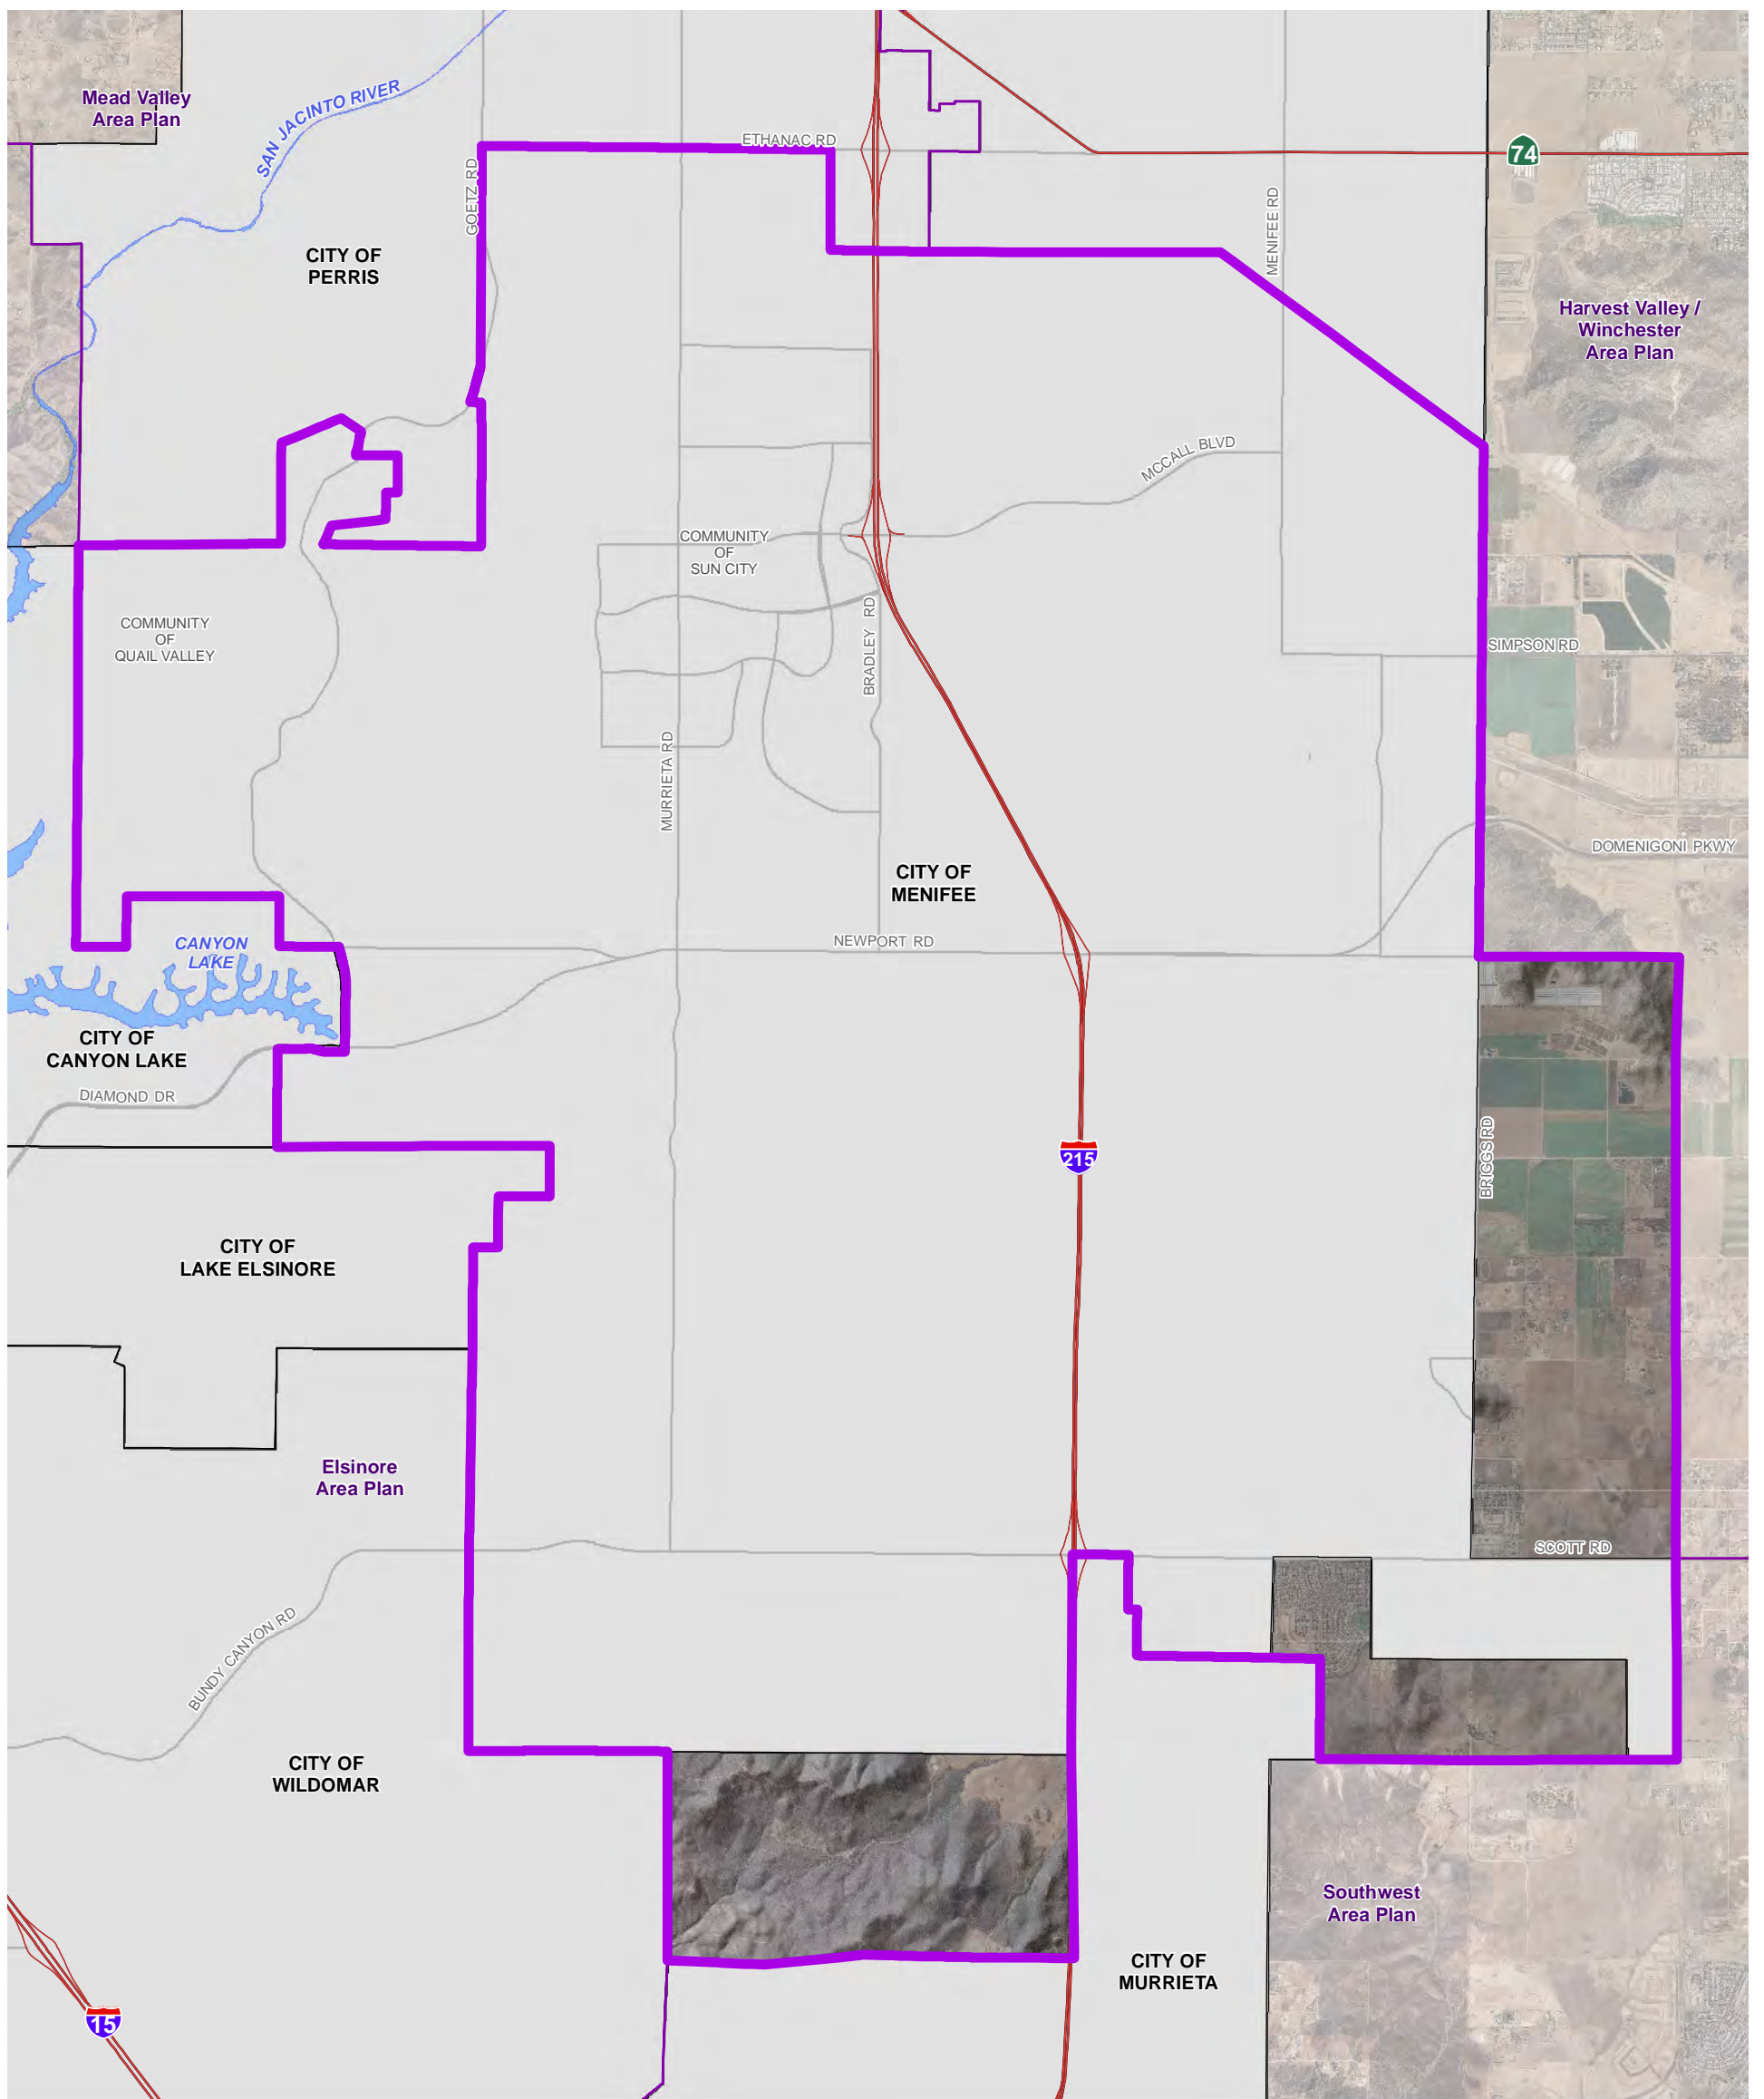 Mead Valley
Area Plan
SAN JACINTO RIVER
ETHANAC RD
GOETZ RD
74
MENIFEE RD
CITY OF
PERRIS
Harvest Valley /
Winchester
Area Plan
MCCALL BLVD
COMMUNITY
OF
SUN CITY
COMMUNITY
OF
QUAIL VALLEY
BRADLEY RD
SIMPSON RD
MURRIETA RD
DOMENIGONI PKWY
CITY OF
MENIFEE
NEWPORT RD
CANYON
LAKE
CITY OF
CANYON LAKE
DIAMOND DR
215
BRIGGS RD
CITY OF
LAKE ELSINORE
Elsinore
Area Plan
SCOTT RD
BUNDY CANYON RD
CITY OF
WILDOMAR
Southwest
Area Plan
CITY OF
MURRIETA
15